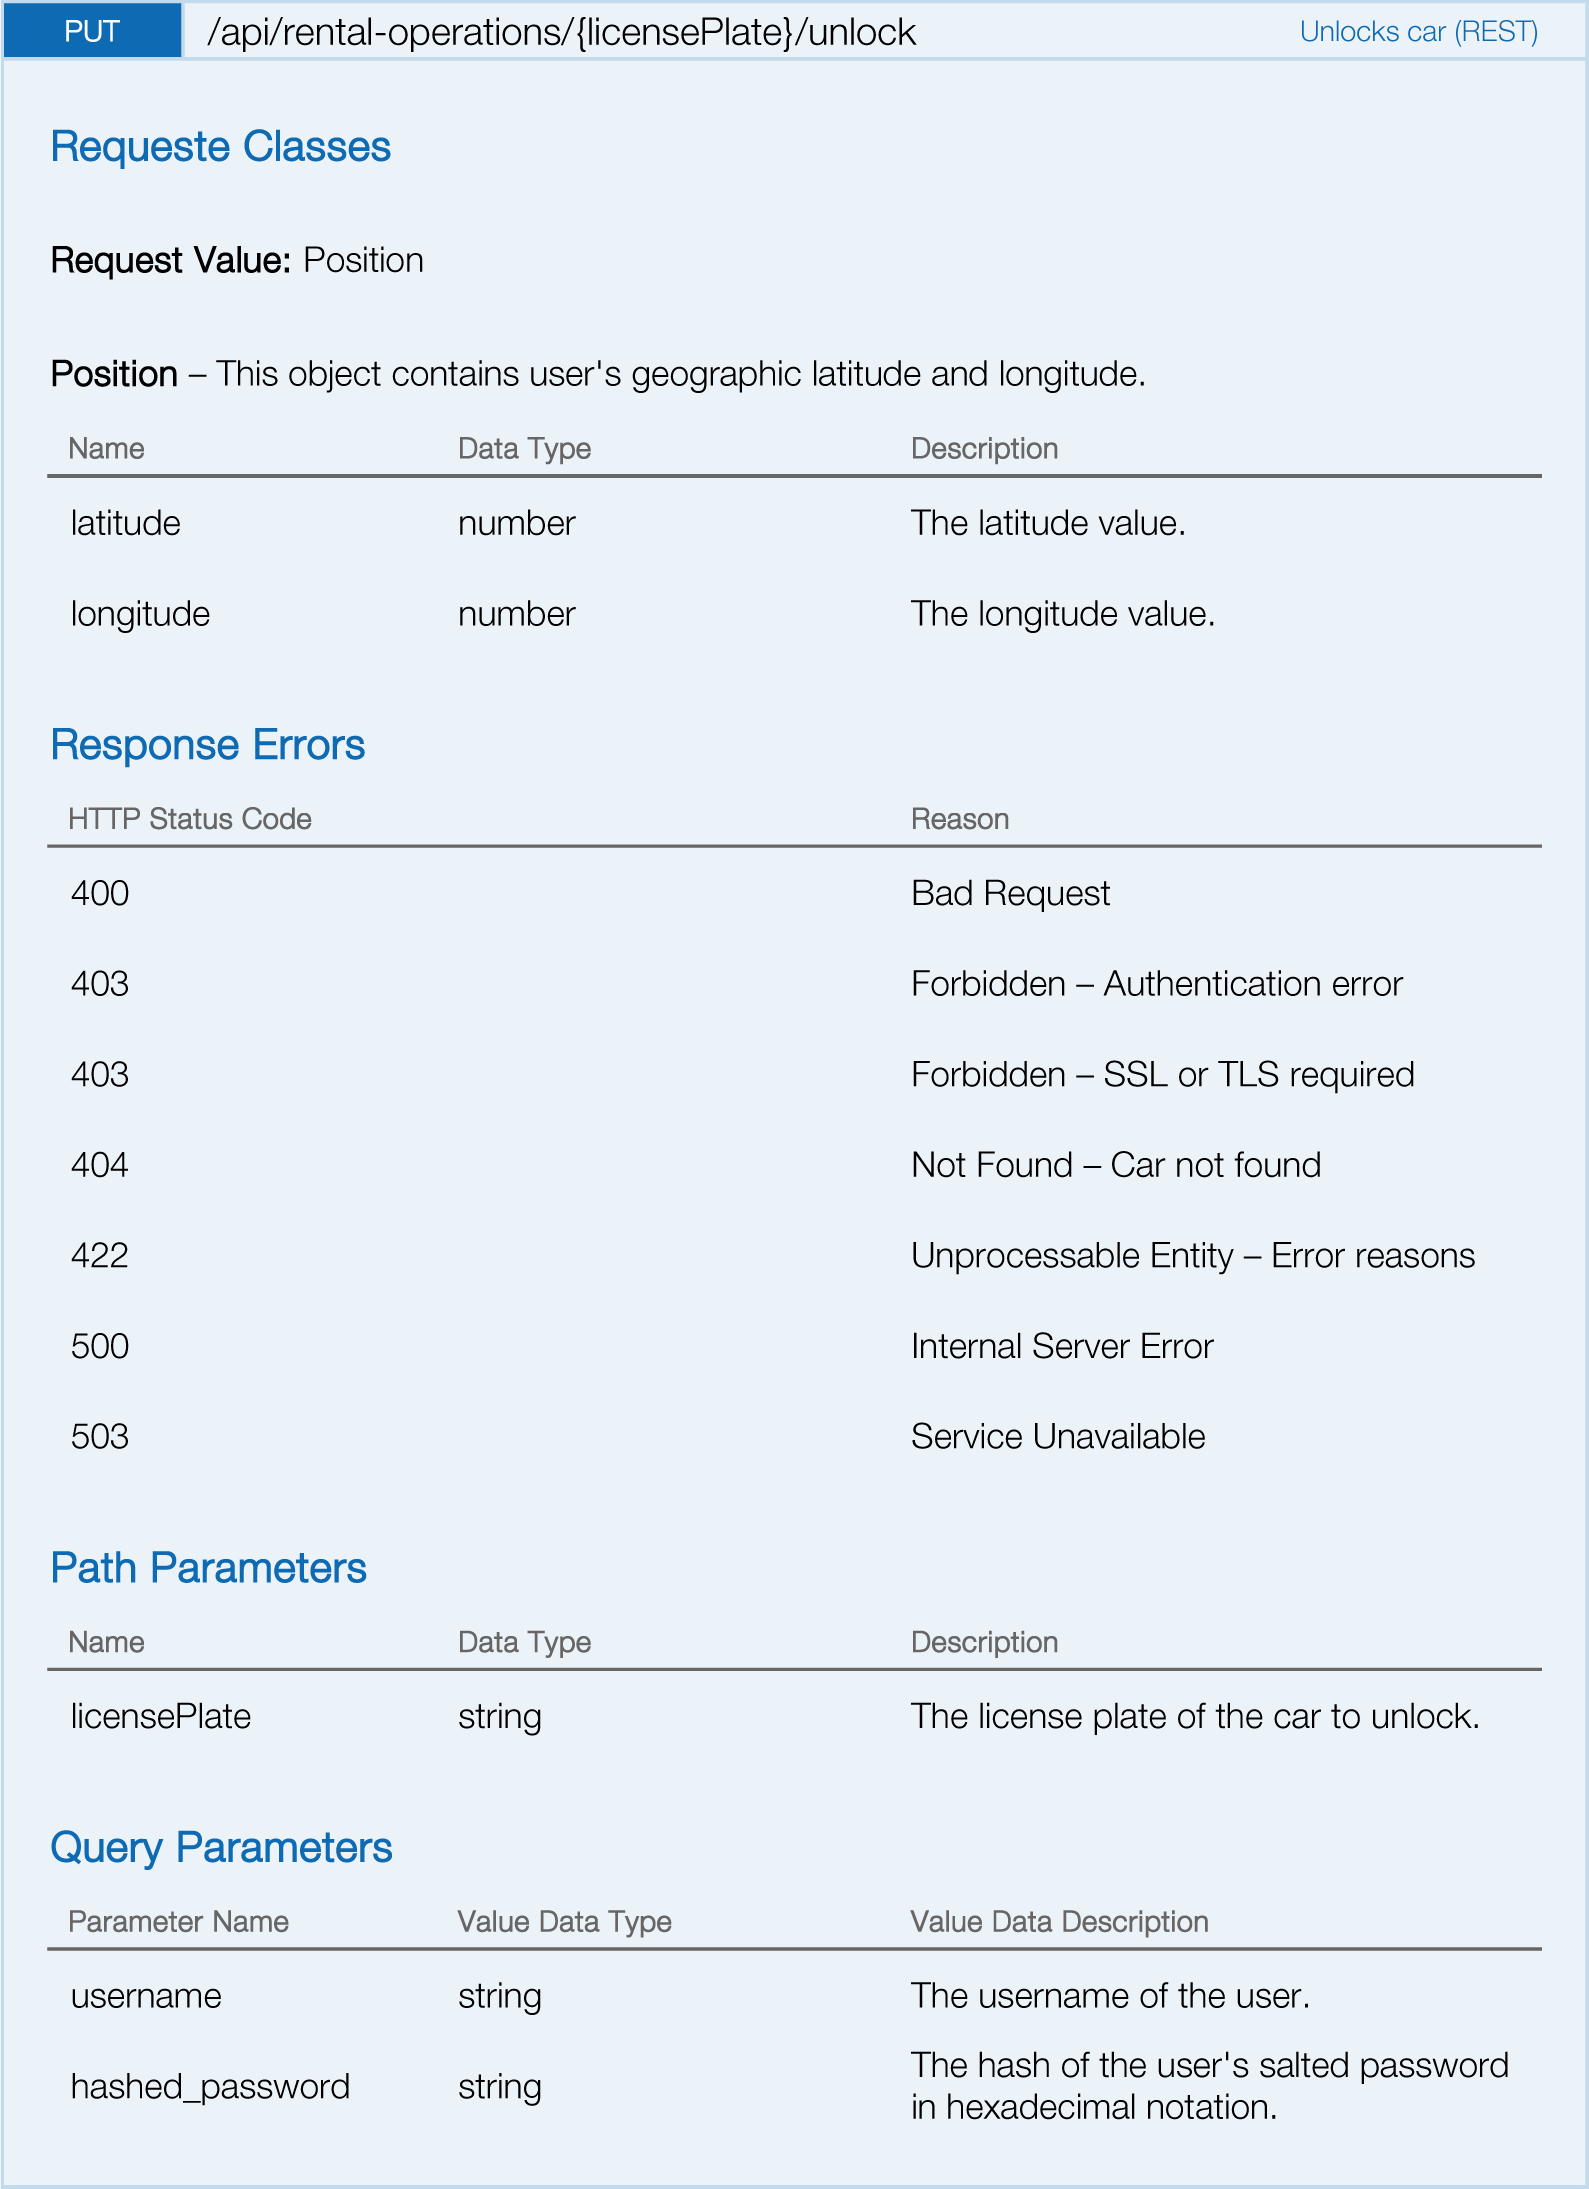 PUT /api/rental-operations/{licensePlate}/unlock Unlocks car (REST)
Requeste Classes
Request Value: Position
Position – This object contains user's geographic latitude and longitude.
Name Data Type Description
latitude number The latitude value.
longitude number The longitude value.
Response Errors
HTTP Status Code Reason
400 Bad Request
403 Forbidden – Authentication error
403 Forbidden – SSL or TLS required
404 Not Found – Car not found
422 Unprocessable Entity – Error reasons
500 Internal Server Error
503 Service Unavailable
Path Parameters
Name Data Type Description
licensePlate string The license plate of the car to unlock.
Query Parameters
Parameter Name Value Data Type Value Data Description
username string The username of the user.
hashed_password string The hash of the user's salted password
in hexadecimal notation.